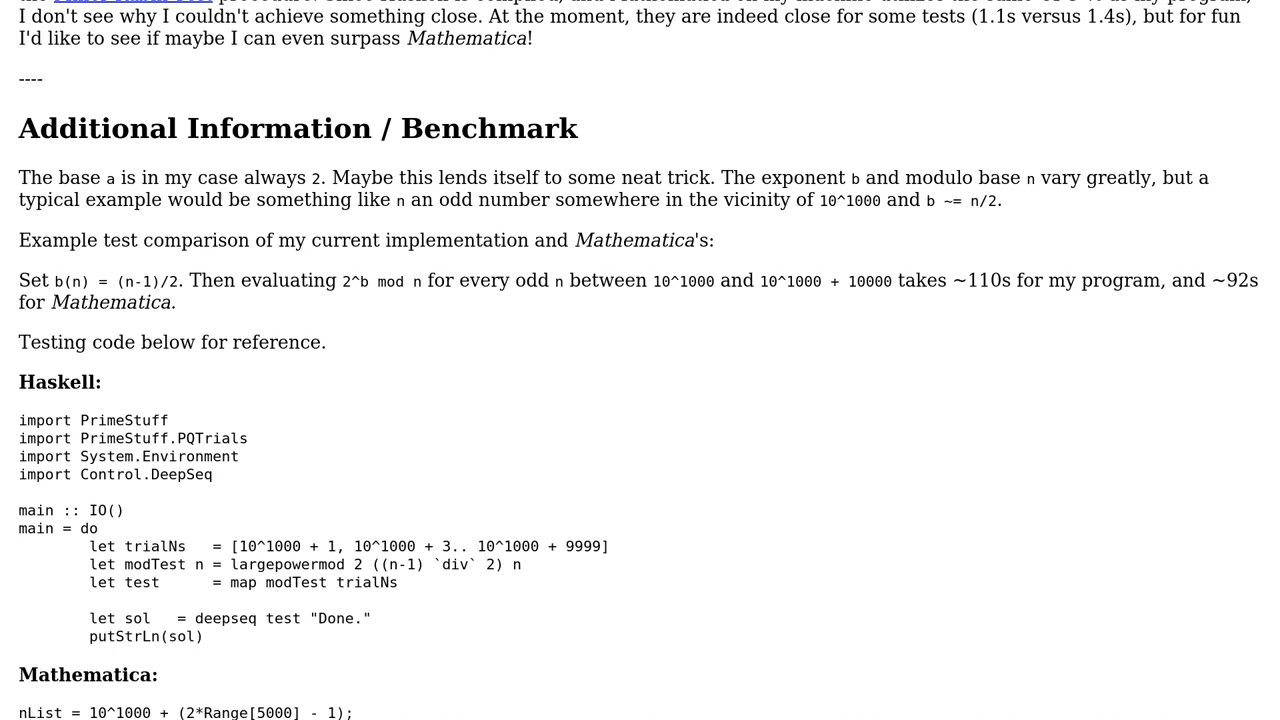 I don't see why I couldn't achieve something close. At the moment, they are indeed close for some tests (1.1s versus 1.4s), but for fun
I'd like to see if maybe I can even surpass Mathematica!
----
Additional Information / Benchmark
The base a is in my case always 2. Maybe this lends itself to some neat trick. The exponent b and modulo base n vary greatly, but a
typical example would be something like n an odd number somewhere in the vicinity of 10^1000 and b ~= n/2.
Example test comparison of my current implementation and Mathematica's:
Set b(n) = (n-1)/2. Then evaluating 2^b mod n for every odd n between 10^1000 and 10^1000 + 10000 takes ~110s for my program, and ~92s
for Mathematica.
Testing code below for reference.
Haskell:
import PrimeStuff
import PrimeStuff.PQTrials
import System.Environment
import Control.DeepSeq
main :: IO()
main = do
        let trialNs   = [10^1000 + 1, 10^1000 + 3.. 10^1000 + 9999]
        let modTest n = largepowermod 2 ((n-1) `div` 2) n
        let test      = map modTest trialNs
        let sol   = deepseq test "Done."
        putStrLn(sol)
Mathematica:
nList = 10^1000 + (2*Range[5000] - 1);